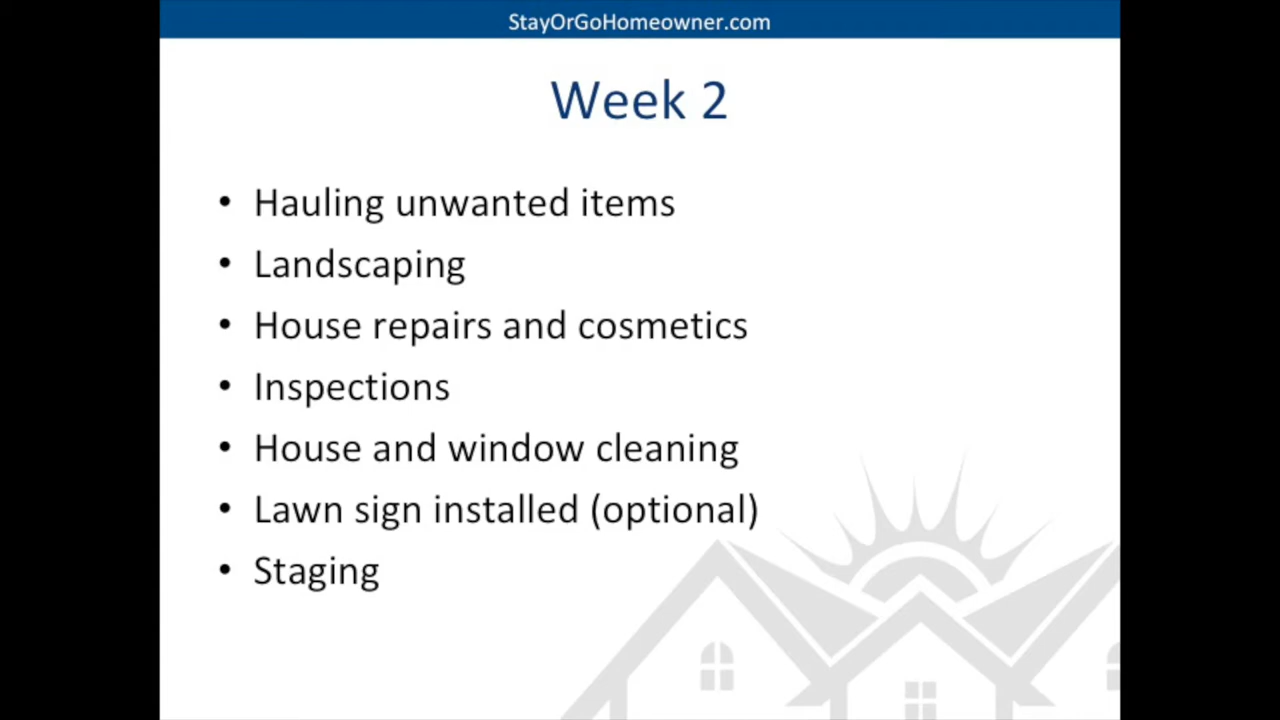 StayOrGoHomeowner.com
Week 2
• Hauling unwanted items
• Landscaping
• House repairs and cosmetics
• Inspections
• House and window cleaning
• Lawn sign installed (optional)
• Staging